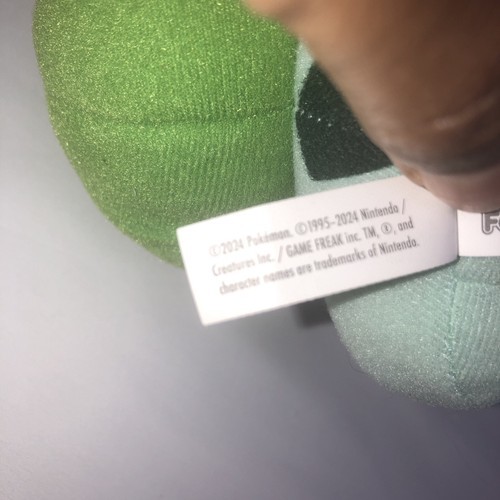 ©2024 Pokémon. ©1995-2024 Nintendo /
Creatures Inc. / GAME FREAK inc. TM, ®, and
character names are trademarks of Nintendo.